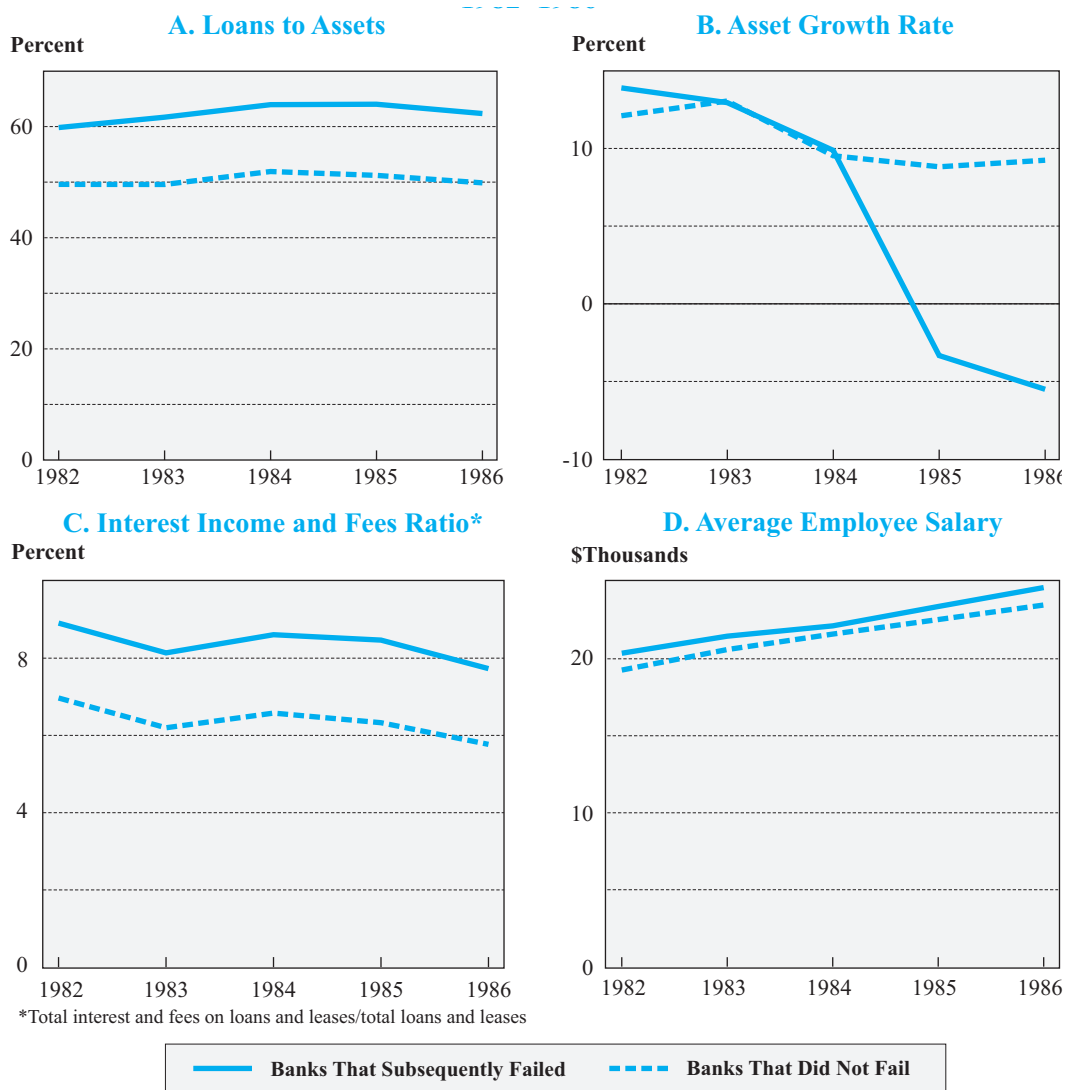 A. Loans to Assets
Percent
60
40
20
0
1982 1983 1984 1985 1986
B. Asset Growth Rate
Percent
10
0
-10
1982 1983 1984 1985 1986
C. Interest Income and Fees Ratio*
Percent
8
4
0
1982 1983 1984 1985 1986
*Total interest and fees on loans and leases/total loans and leases
D. Average Employee Salary
$Thousands
20
10
0
1982 1983 1984 1985 1986
Banks That Subsequently Failed Banks That Did Not Fail